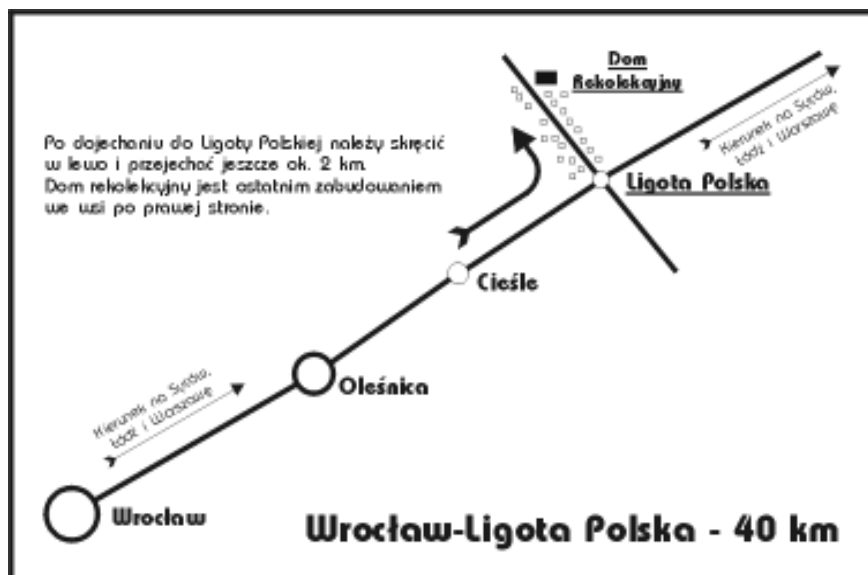 Dom
Rekolekcyjny
Kierunek na Syców,
Łódź i Warszawę
Po dojechaniu do Ligoty Polskiej należy skręcić
w lewo i przejechać jeszcze ok. 2 km.
Dom rekolekcyjny jest ostatnim zabudowaniem
we wsi po prawej stronie.
Ligota Polska
Cieśle
Oleśnica
Kierunek na Syców,
Łódź i Warszawę
Wrocław
Wrocław-Ligota Polska - 40 km